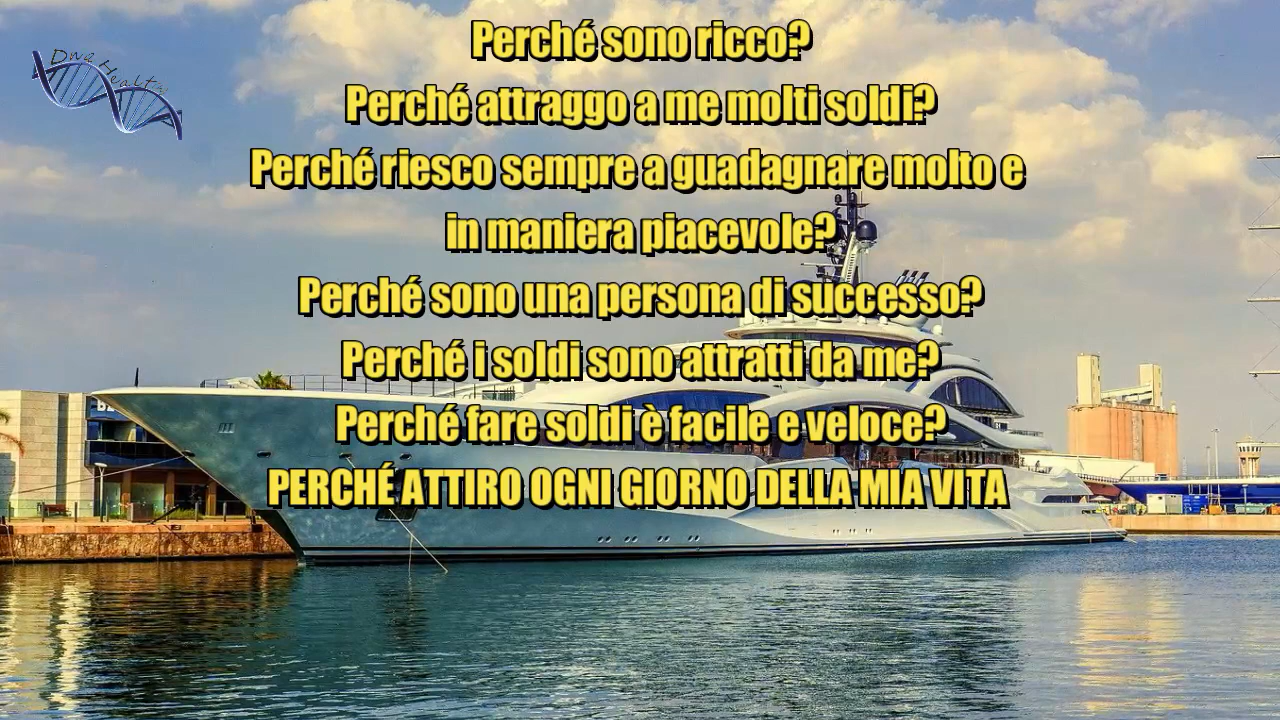 Dna Health
Perché sono ricco?
Perché attraggo a me molti soldi?
Perché riesco sempre a guadagnare molto e
in maniera piacevole?
Perché sono una persona di successo?
Perché i soldi sono attratti da me?
Perché fare soldi è facile e veloce?
PERCHÉ ATTIRO OGNI GIORNO DELLA MIA VITA